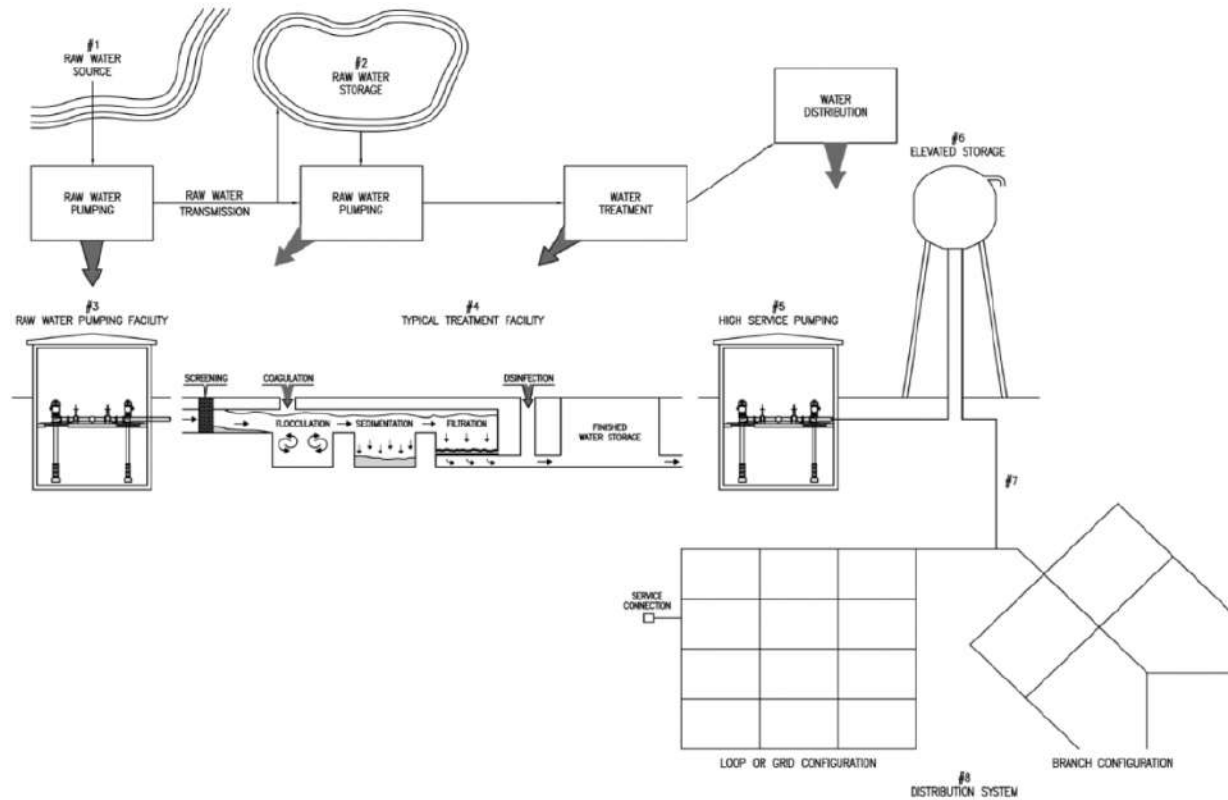 #1
RAW WATER
SOURCE
#2
RAW WATER
STORAGE
WATER
DISTRIBUTION
#6
ELEVATED STORAGE
RAW WATER
PUMPING
RAW WATER
TRANSMISSION
RAW WATER
PUMPING
WATER
TREATMENT
#3
RAW WATER PUMPING FACILITY
#4
TYPICAL TREATMENT FACILITY
#5
HIGH SERVICE PUMPING
SCREENING
COAGULATION
DISINFECTION
FLOCCULATION
SEDIMENTATION
FILTRATION
FINISHED
WATER STORAGE
#7
SERVICE
CONNECTION
LOOP OR GRID CONFIGURATION
BRANCH CONFIGURATION
#8
DISTRIBUTION SYSTEM